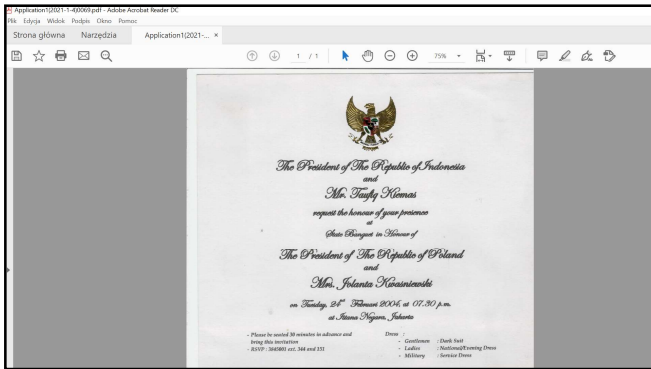 Application1(2021-1-4)0069.pdf - Adobe Acrobat Reader DC
Plik Edycja Widok Podpis Okno Pomoc
Strona główna Narzędzia Application1(2021-... ×
1 / 1 75%
The President of The Republic of Indonesia
and
Mr. Taufiq Kiemas
request the honour of your presence
at
State Banquet in Honour of
The President of The Republic of Poland
and
Mrs. Jolanta Kwasniewski
on Tuesday, 24th Februari 2004, at 07.30 p.m.
at Istana Negara, Jakarta
- Please be seated 30 minutes in advance and
bring this invitation
- RSVP : 3845001 ext. 344 and 151
Dress :
- Gentlemen : Dark Suit
- Ladies : National/Evening Dress
- Military : Service Dress